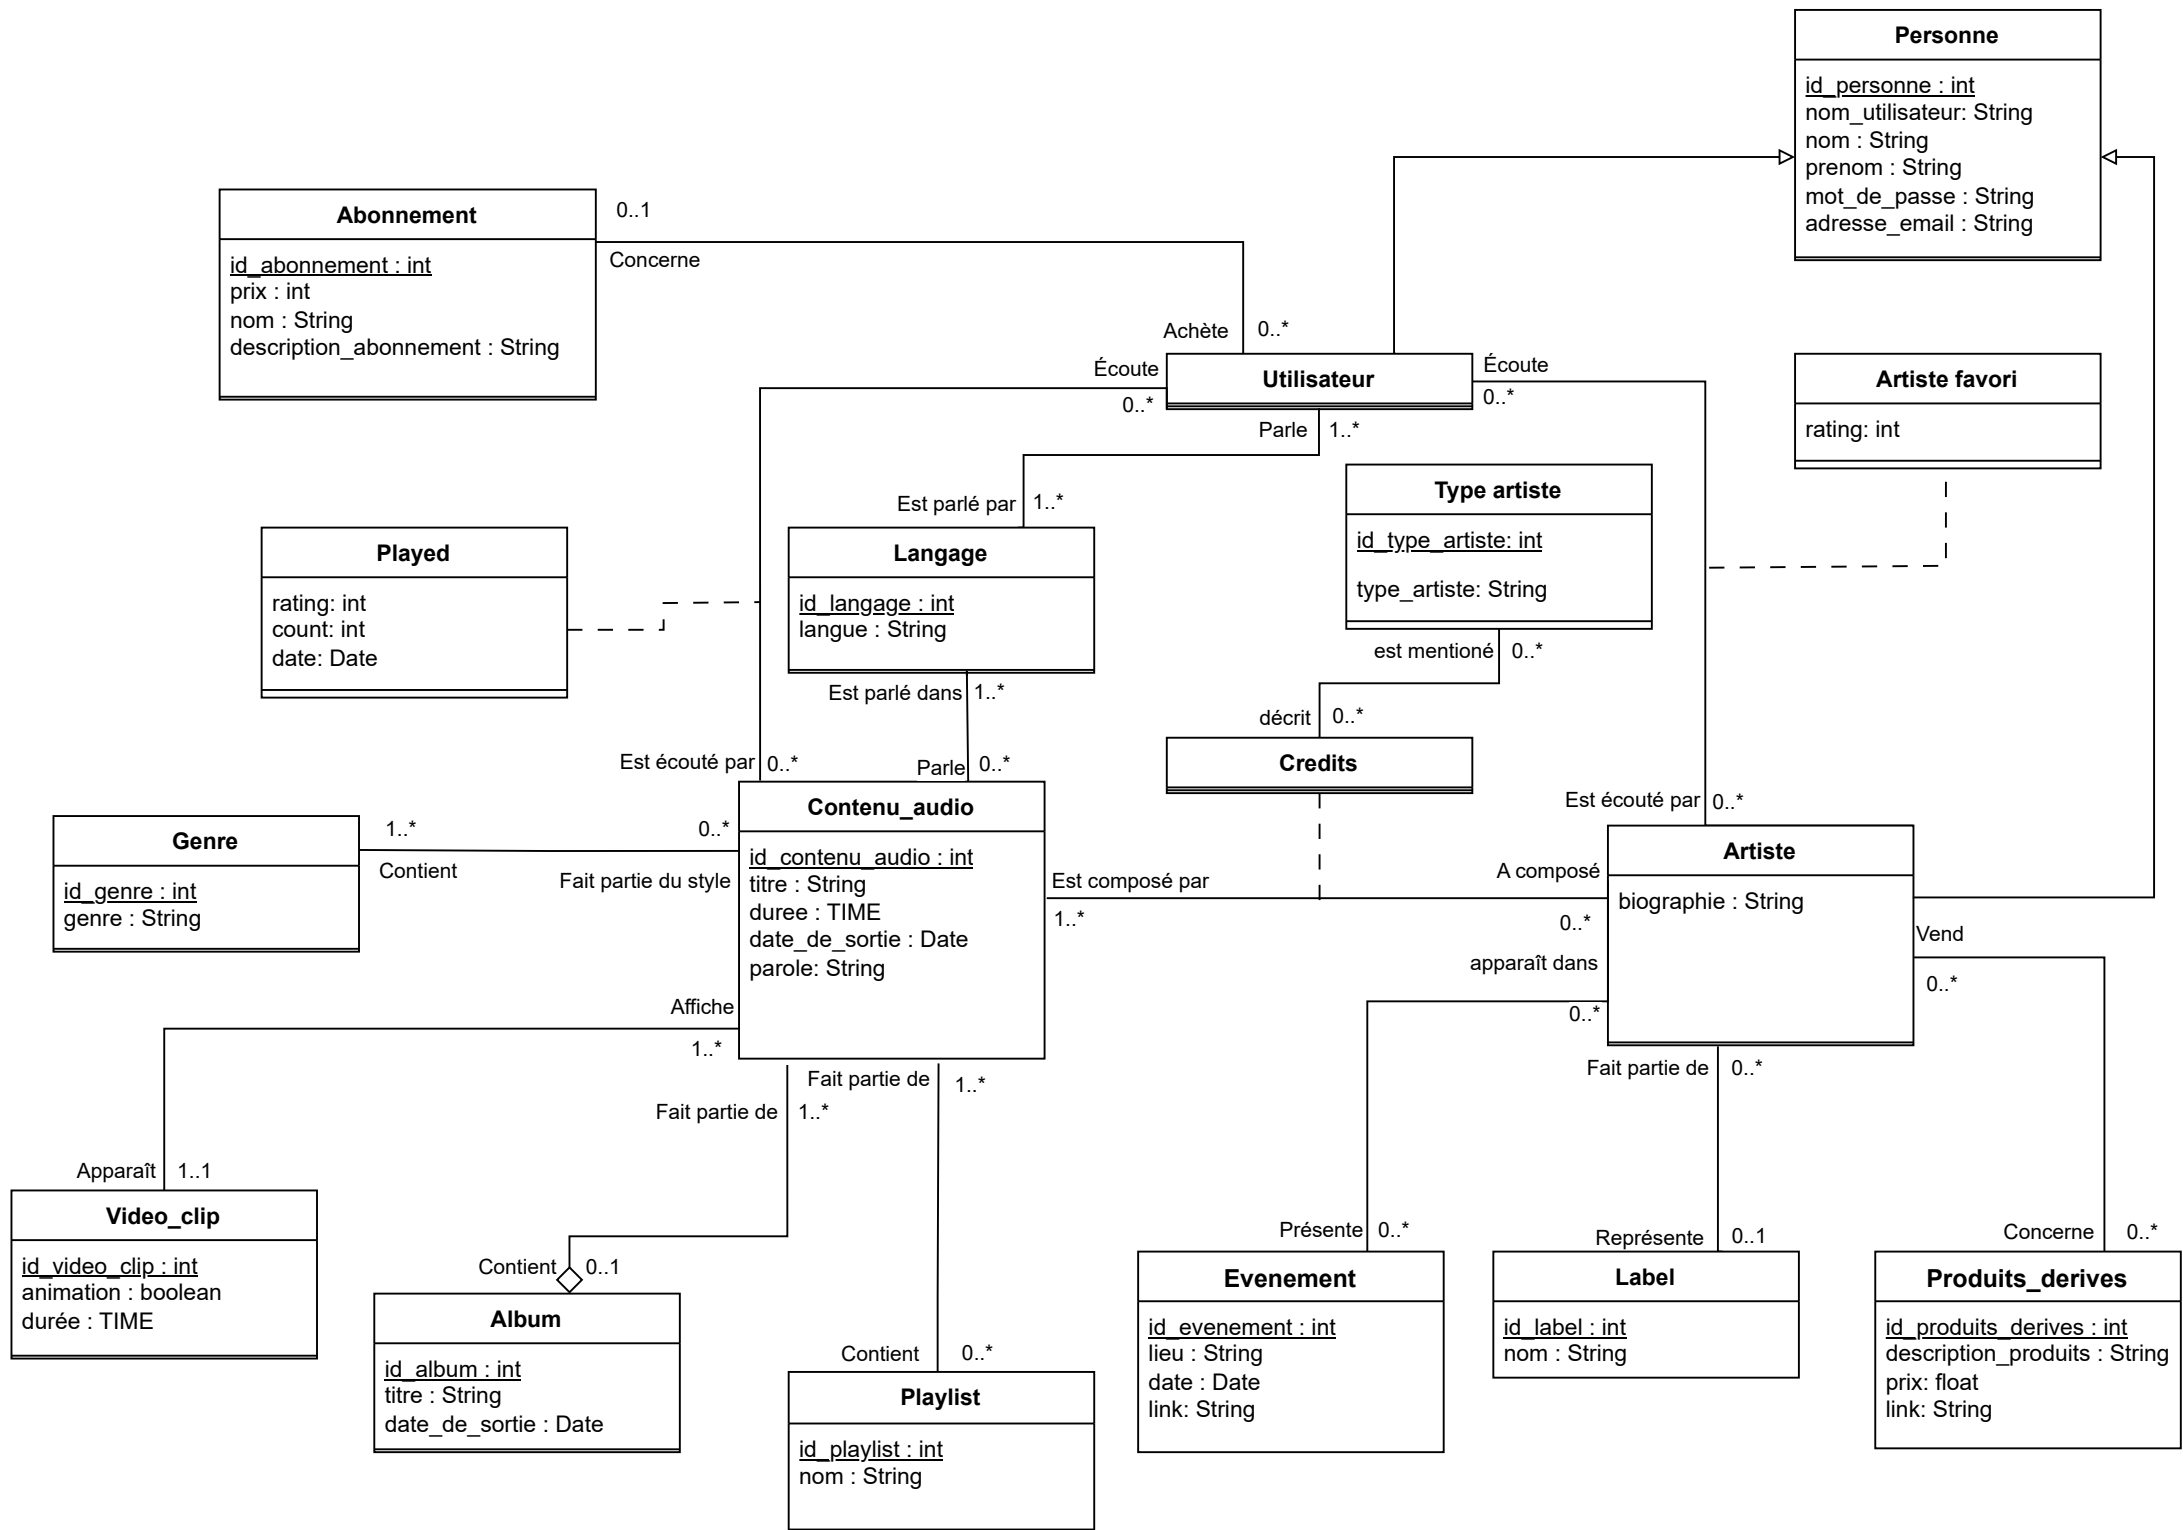 Personne
id_personne : int
nom_utilisateur: String
nom : String
prenom : String
mot_de_passe : String
adresse_email : String
Abonnement
id_abonnement : int
prix : int
nom : String
description_abonnement : String
0..1
Concerne
Achète
0..*
Écoute
0..*
Utilisateur
Écoute
0..*
Parle
1..*
Artiste favori
rating: int
Est parlé par
1..*
Type artiste
id_type_artiste: int
type_artiste: String
Played
rating: int
count: int
date: Date
Langage
id_langage : int
langue : String
est mentioné
0..*
Est parlé dans
1..*
décrit
0..*
Est écouté par
0..*
Parle
0..*
Credits
Est écouté par
0..*
Genre
id_genre : int
genre : String
1..*
Contient
0..*
Fait partie du style
Contenu_audio
id_contenu_audio : int
titre : String
duree : TIME
date_de_sortie : Date
parole: String
Est composé par
1..*
A composé
0..*
Artiste
biographie : String
apparaît dans
0..*
Vend
0..*
Affiche
1..*
Fait partie de
1..*
Fait partie de
1..*
Fait partie de
0..*
Apparaît
1..1
Video_clip
id_video_clip : int
animation : boolean
durée : TIME
Contient
0..1
Album
id_album : int
titre : String
date_de_sortie : Date
Contient
0..*
Playlist
id_playlist : int
nom : String
Présente
0..*
Evenement
id_evenement : int
lieu : String
date : Date
link: String
Représente
0..1
Label
id_label : int
nom : String
Concerne
0..*
Produits_derives
id_produits_derives : int
description_produits : String
prix: float
link: String